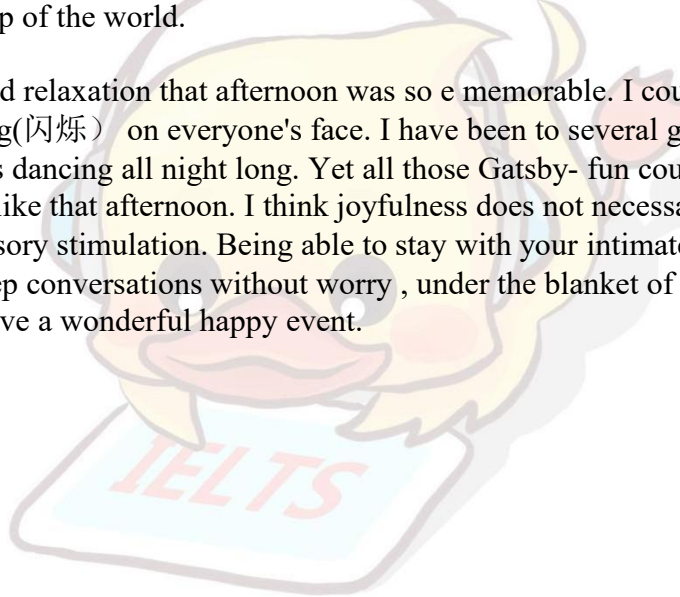 p of the world.
d relaxation that afternoon was so e memorable. I cou
g(闪烁） on everyone's face. I have been to several g
s dancing all night long. Yet all those Gatsby- fun cou
like that afternoon. I think joyfulness does not necessa
sory stimulation. Being able to stay with your intimate
ep conversations without worry , under the blanket of
ve a wonderful happy event.
IELTS